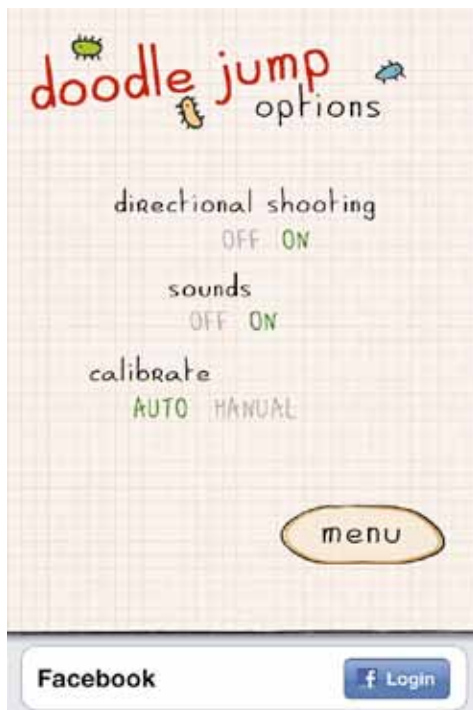 doodle jump
options
directional shooting
OFF ON
sounds
OFF ON
calibrate
AUTO MANUAL
menu
Facebook
f Login